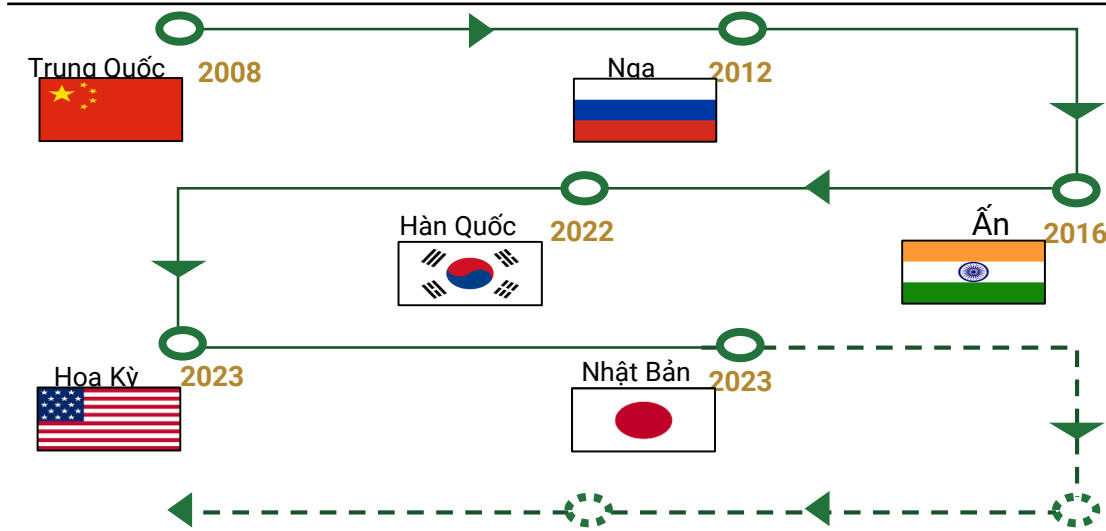 Trung Quốc
2008
Nga
2012
Hàn Quốc
2022
Ấn
2016
Hoa Kỳ
2023
Nhật Bản
2023